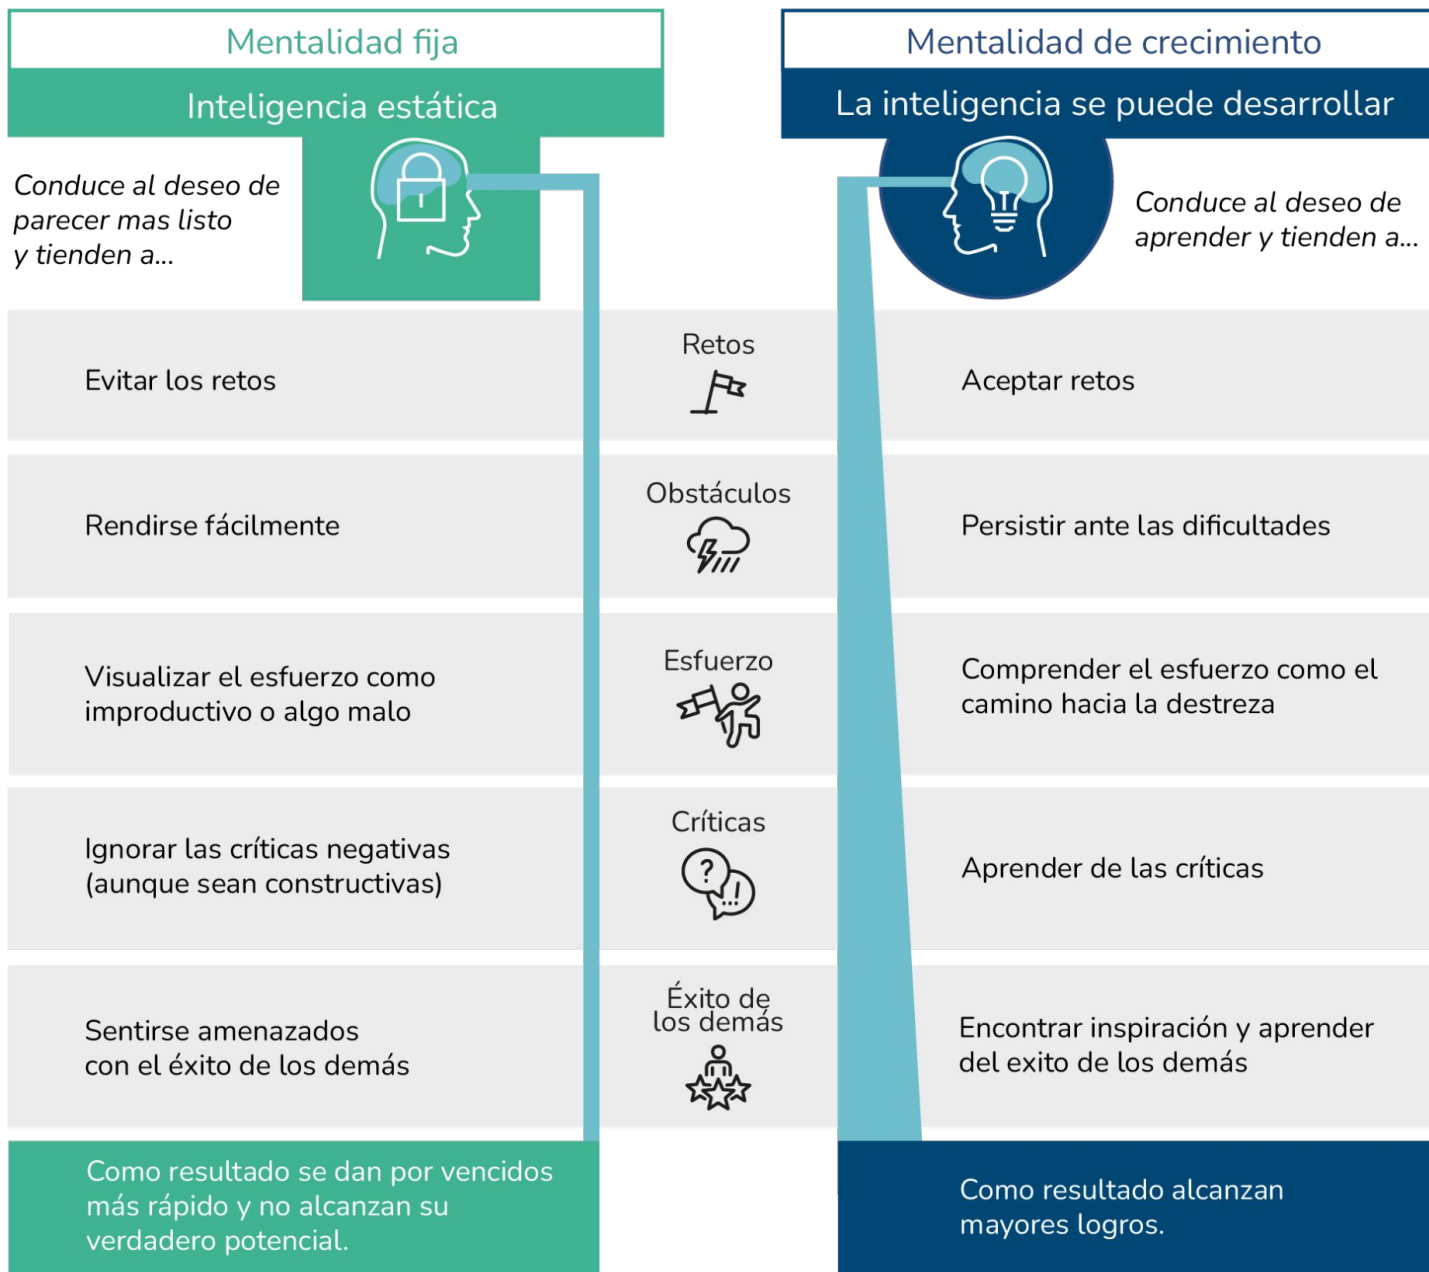 Mentalidad fija
Inteligencia estática
Conduce al deseo de
parecer mas listo
y tienden a...
Mentalidad de crecimiento
La inteligencia se puede desarrollar
Conduce al deseo de
aprender y tienden a...
Evitar los retos
Retos
Aceptar retos
Rendirse fácilmente
Obstáculos
Persistir ante las dificultades
Visualizar el esfuerzo como
improductivo o algo malo
Esfuerzo
Comprender el esfuerzo como el
camino hacia la destreza
Ignorar las críticas negativas
(aunque sean constructivas)
Críticas
?
...!
Aprender de las críticas
Sentirse amenazados
con el éxito de los demás
Éxito de
los demás
Encontrar inspiración y aprender
del exito de los demás
Como resultado se dan por vencidos
más rápido y no alcanzan su
verdadero potencial.
Como resultado alcanzan
mayores logros.